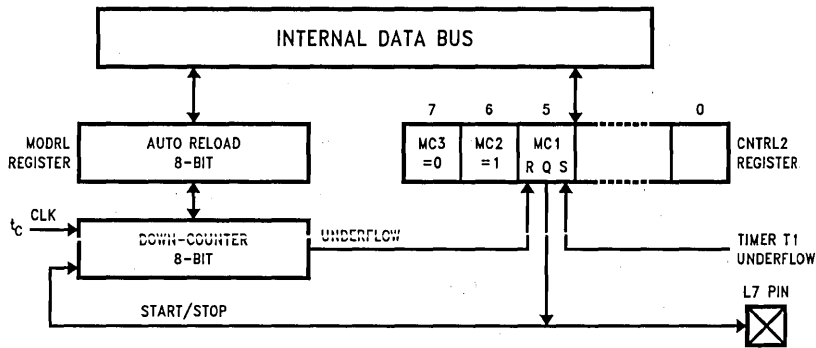 INTERNAL DATA BUS
7 6 5 0
MODRL
REGISTER
AUTO RELOAD
8-BIT
MC3
=0
MC2
=1
MC1
R Q S
CNTRL2
REGISTER
tC CLK
DOWN-COUNTER
8-BIT
UNDERFLOW
TIMER T1
UNDERFLOW
START/STOP
L7 PIN